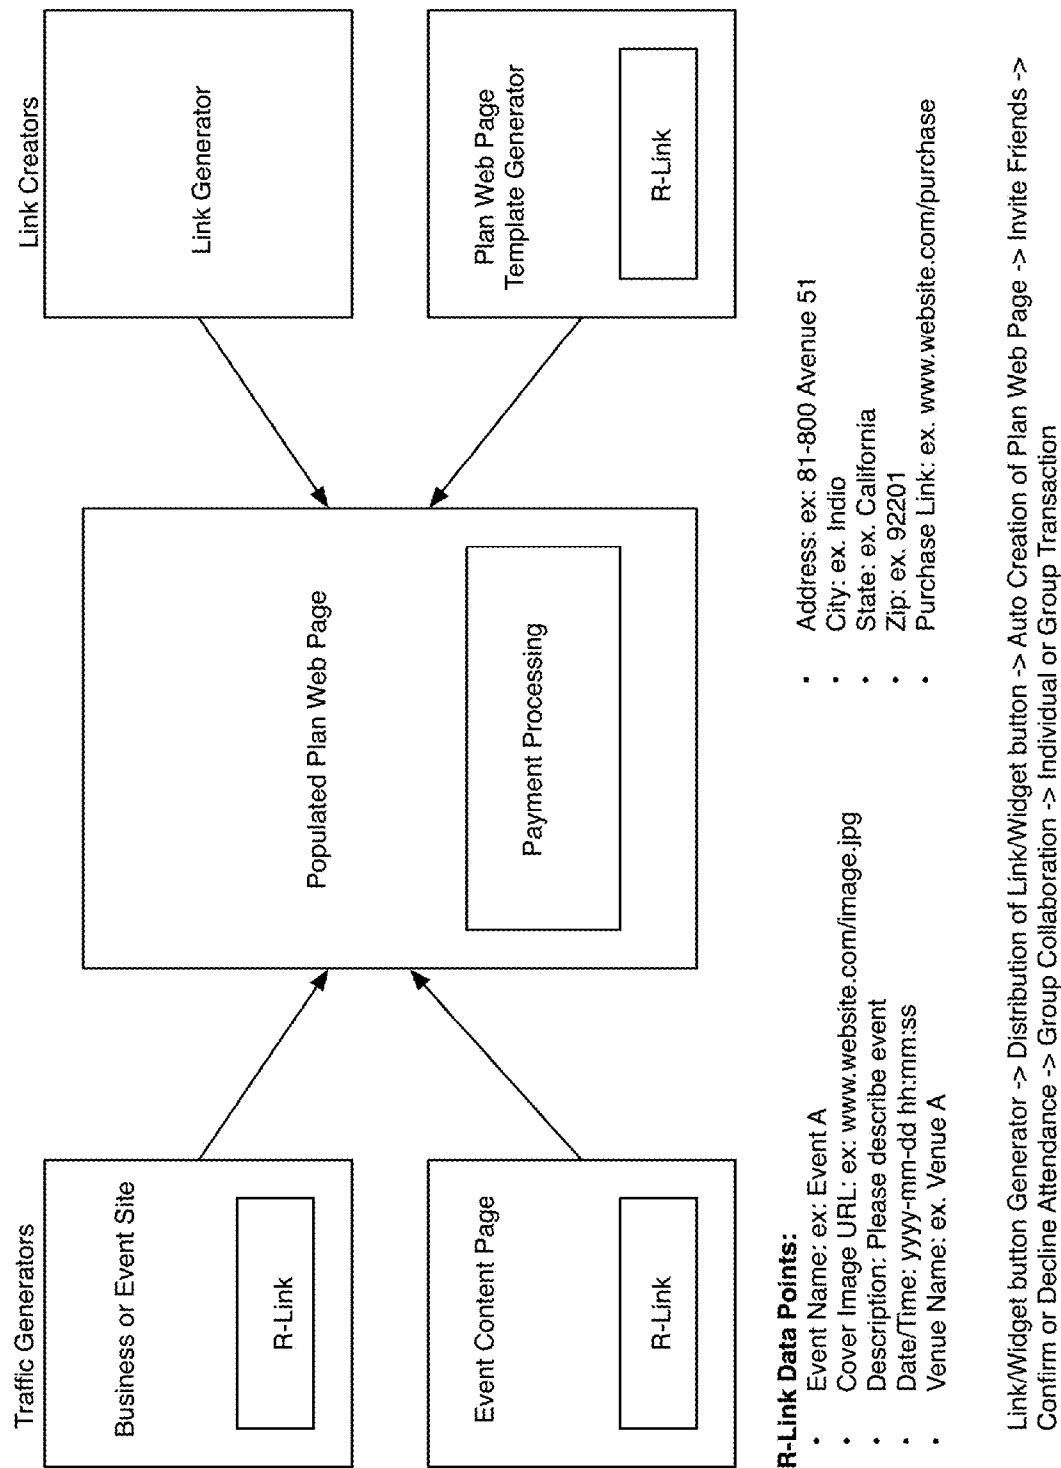 Traffic Generators
Business or Event Site
R-Link
Event Content Page
R-Link
Populated Plan Web Page
Payment Processing
Link Creators
Link Generator
Plan Web Page
Template Generator
R-Link
R-Link Data Points:
• Event Name: ex: Event A
• Cover Image URL: ex: www.website.com/image.jpg
• Description: Please describe event
• Date/Time: yyyy-mm-dd hh:mm:ss
• Venue Name: ex. Venue A
• Address: ex: 81-800 Avenue 51
• City: ex. Indio
• State: ex. California
• Zip: ex. 92201
• Purchase Link: ex. www.website.com/purchase
Link/Widget button Generator -> Distribution of Link/Widget button -> Auto Creation of Plan Web Page -> Invite Friends ->
Confirm or Decline Attendance -> Group Collaboration -> Individual or Group Transaction